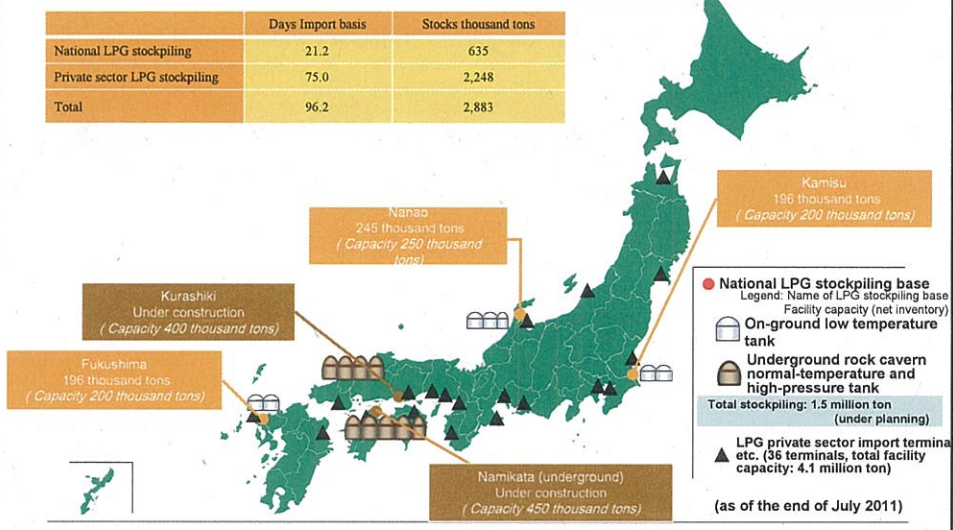 Days Import basis Stocks thousand tons
National LPG stockpiling 21.2 635
Private sector LPG stockpiling 75.0 2,248
Total 96.2 2,883
Kamisu
196 thousand tons
( Capacity 200 thousand tons)
Nanao
245 thousand tons
( Capacity 250 thousand
tons)
Kurashiki
Under construction
( Capacity 400 thousand tons)
Fukushima
196 thousand tons
( Capacity 200 thousand tons)
Namikata (underground)
Under construction
( Capacity 450 thousand tons)
National LPG stockpiling base
Legend: Name of LPG stockpiling base
Facility capacity (net inventory)
On-ground low temperature
tank
Underground rock cavern
normal-temperature and
high-pressure tank
Total stockpiling: 1.5 million ton
(under planning)
LPG private sector import termina
etc. (36 terminals, total facility
capacity: 4.1 million ton)
(as of the end of July 2011)